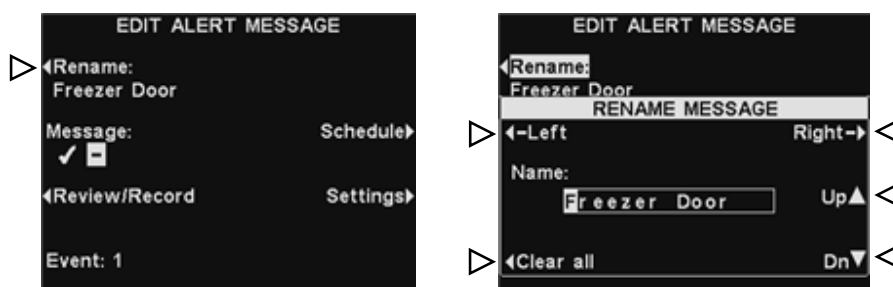 EDIT ALERT MESSAGE
Rename:
Freezer Door
Message: Schedule
Review/Record Settings
Event: 1
EDIT ALERT MESSAGE
Rename:
Freezer Door
RENAME MESSAGE
-Left Right-
Name:
Freezer Door Up
Clear all Dn